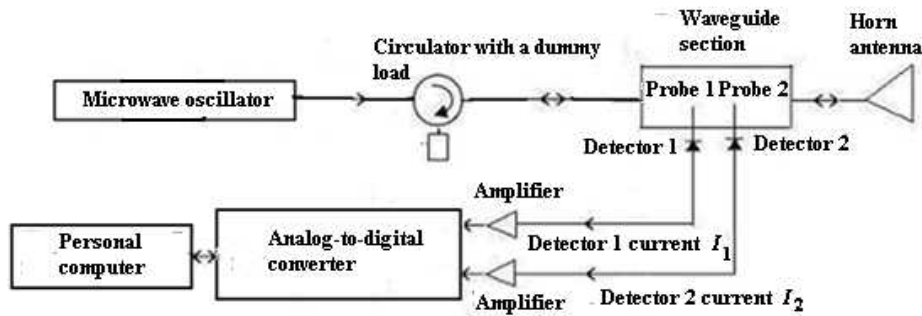 Waveguide
section
Horn
antenna
Circulator with a dummy
load
Microwave oscillator
Probe 1 Probe 2
Detector 1
Detector 2
Amplifier
Personal
computer
Analog-to-digital
converter
Detector 1 current I1
Amplifier
Detector 2 current I2